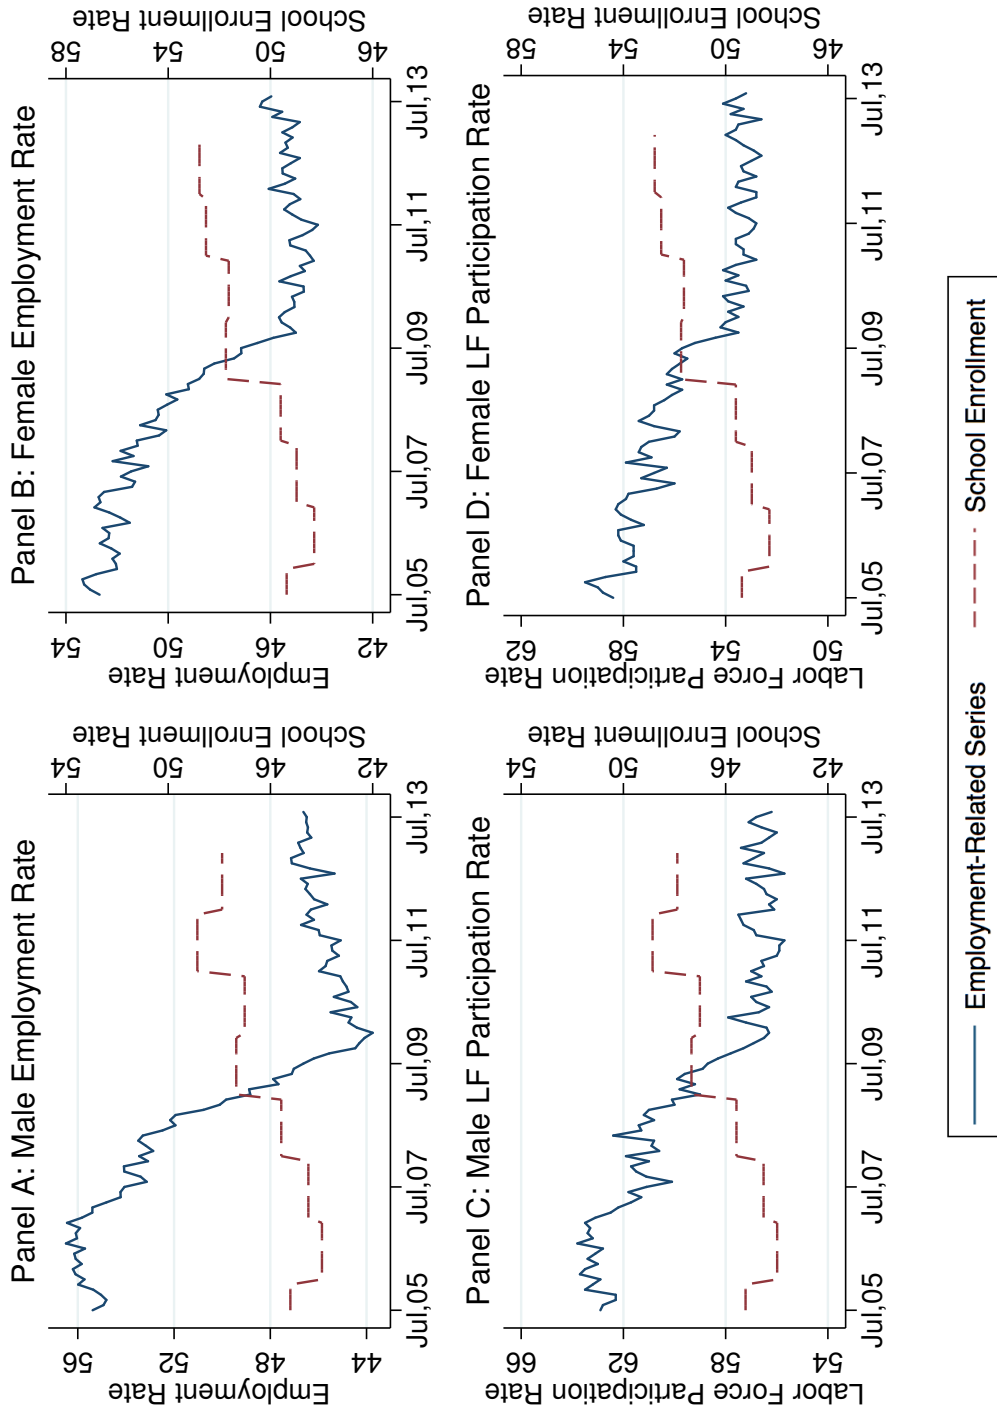 Panel A: Male Employment Rate
Employment Rate
56
52
48
44
School Enrollment Rate
54
50
46
42
Jul,05
Jul,07
Jul,09
Jul,11
Jul,13
Panel B: Female Employment Rate
Employment Rate
54
50
46
42
School Enrollment Rate
58
54
50
46
Jul,05
Jul,07
Jul,09
Jul,11
Jul,13
Panel C: Male LF Participation Rate
Labor Force Participation Rate
66
62
58
54
School Enrollment Rate
54
50
46
42
Jul,05
Jul,07
Jul,09
Jul,11
Jul,13
Panel D: Female LF Participation Rate
Labor Force Participation Rate
62
58
54
50
School Enrollment Rate
58
54
50
46
Jul,05
Jul,07
Jul,09
Jul,11
Jul,13
Employment-Related Series
School Enrollment